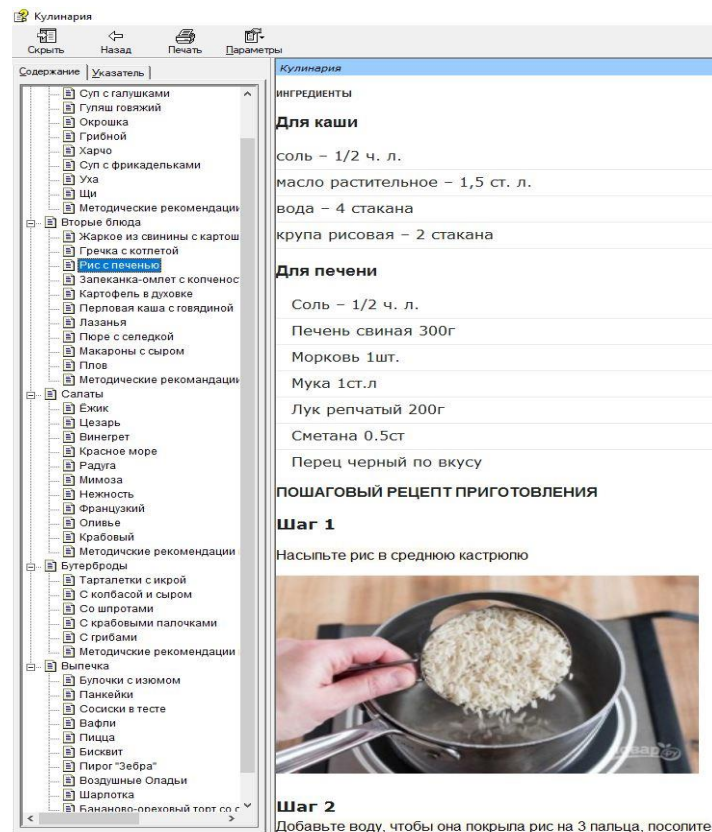 Кулинария
Скрыть Назад Печать Параметры
Содержание Указатель
Суп с галушками
Гуляш говяжий
Окрошка
Грибной
Харчо
Суп с фрикадельками
Уха
Щи
Методические рекомендации
Вторые блюда
Жаркое из свинины с картош
Гречка с котлетой
Рис с печенью
Запеканка-омлет с копченос
Картофель в духовке
Перловая каша с говядиной
Лазанья
Пюре с селедкой
Макароны с сыром
Плов
Методические рекомандации
Салаты
Ёжик
Цезарь
Винегрет
Красное море
Радуга
Мимоза
Нежность
Французкий
Оливье
Крабовый
Методичские рекомендации
Бутерброды
Тарталетки с икрой
С колбасой и сыром
Со шпротами
С крабовыми палочками
С грибами
Методические рекомендации
Выпечка
Булочки с изюмом
Панкейки
Сосиски в тесте
Вафли
Пицца
Бисквит
Пирог "Зебра"
Воздушные Оладьи
Шарлотка
Бананово-ореховый торт со с
Кулинария
ИНГРЕДИЕНТЫ
Для каши
соль – 1/2 ч. л.
масло растительное – 1,5 ст. л.
вода – 4 стакана
крупа рисовая – 2 стакана
Для печени
Соль – 1/2 ч. л.
Печень свиная 300г
Морковь 1шт.
Мука 1ст.л
Лук репчатый 200г
Сметана 0.5ст
Перец черный по вкусу
ПОШАГОВЫЙ РЕЦЕПТ ПРИГОТОВЛЕНИЯ
Шаг 1
Насыпьте рис в среднюю кастрюлю
повар.ру
Шаг 2
Добавьте воду, чтобы она покрыла рис на 3 пальца, посолите